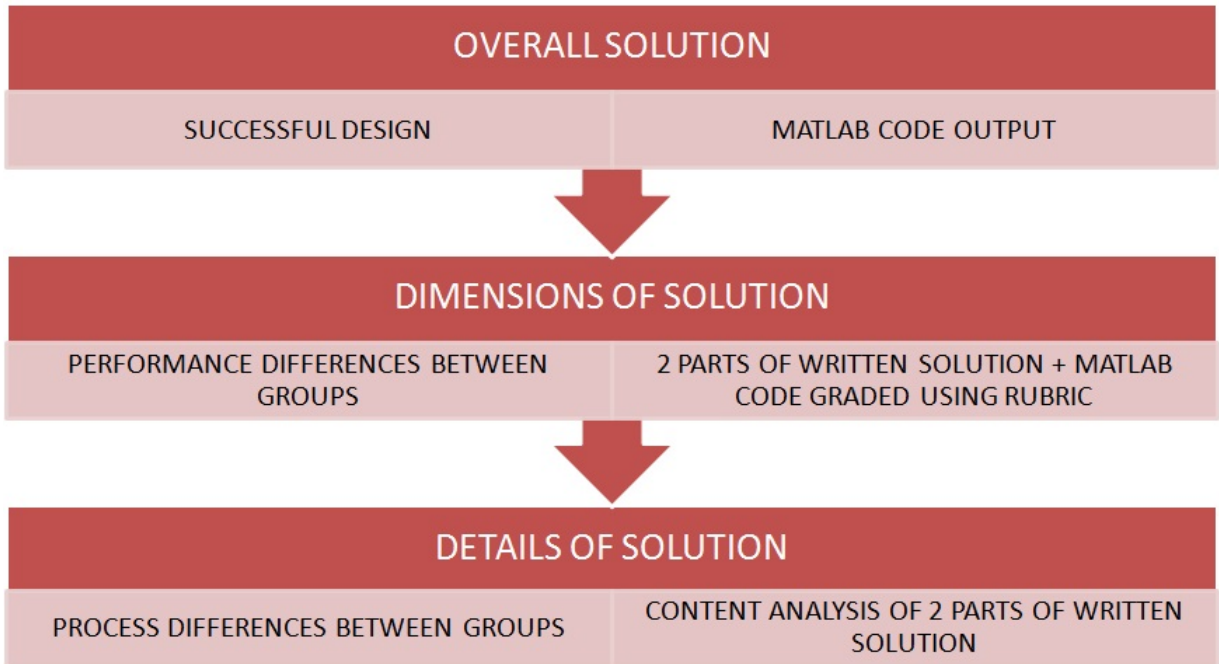 OVERALL SOLUTION
SUCCESSFUL DESIGN
MATLAB CODE OUTPUT
DIMENSIONS OF SOLUTION
PERFORMANCE DIFFERENCES BETWEEN
GROUPS
2 PARTS OF WRITTEN SOLUTION + MATLAB
CODE GRADED USING RUBRIC
DETAILS OF SOLUTION
PROCESS DIFFERENCES BETWEEN GROUPS
CONTENT ANALYSIS OF 2 PARTS OF WRITTEN
SOLUTION